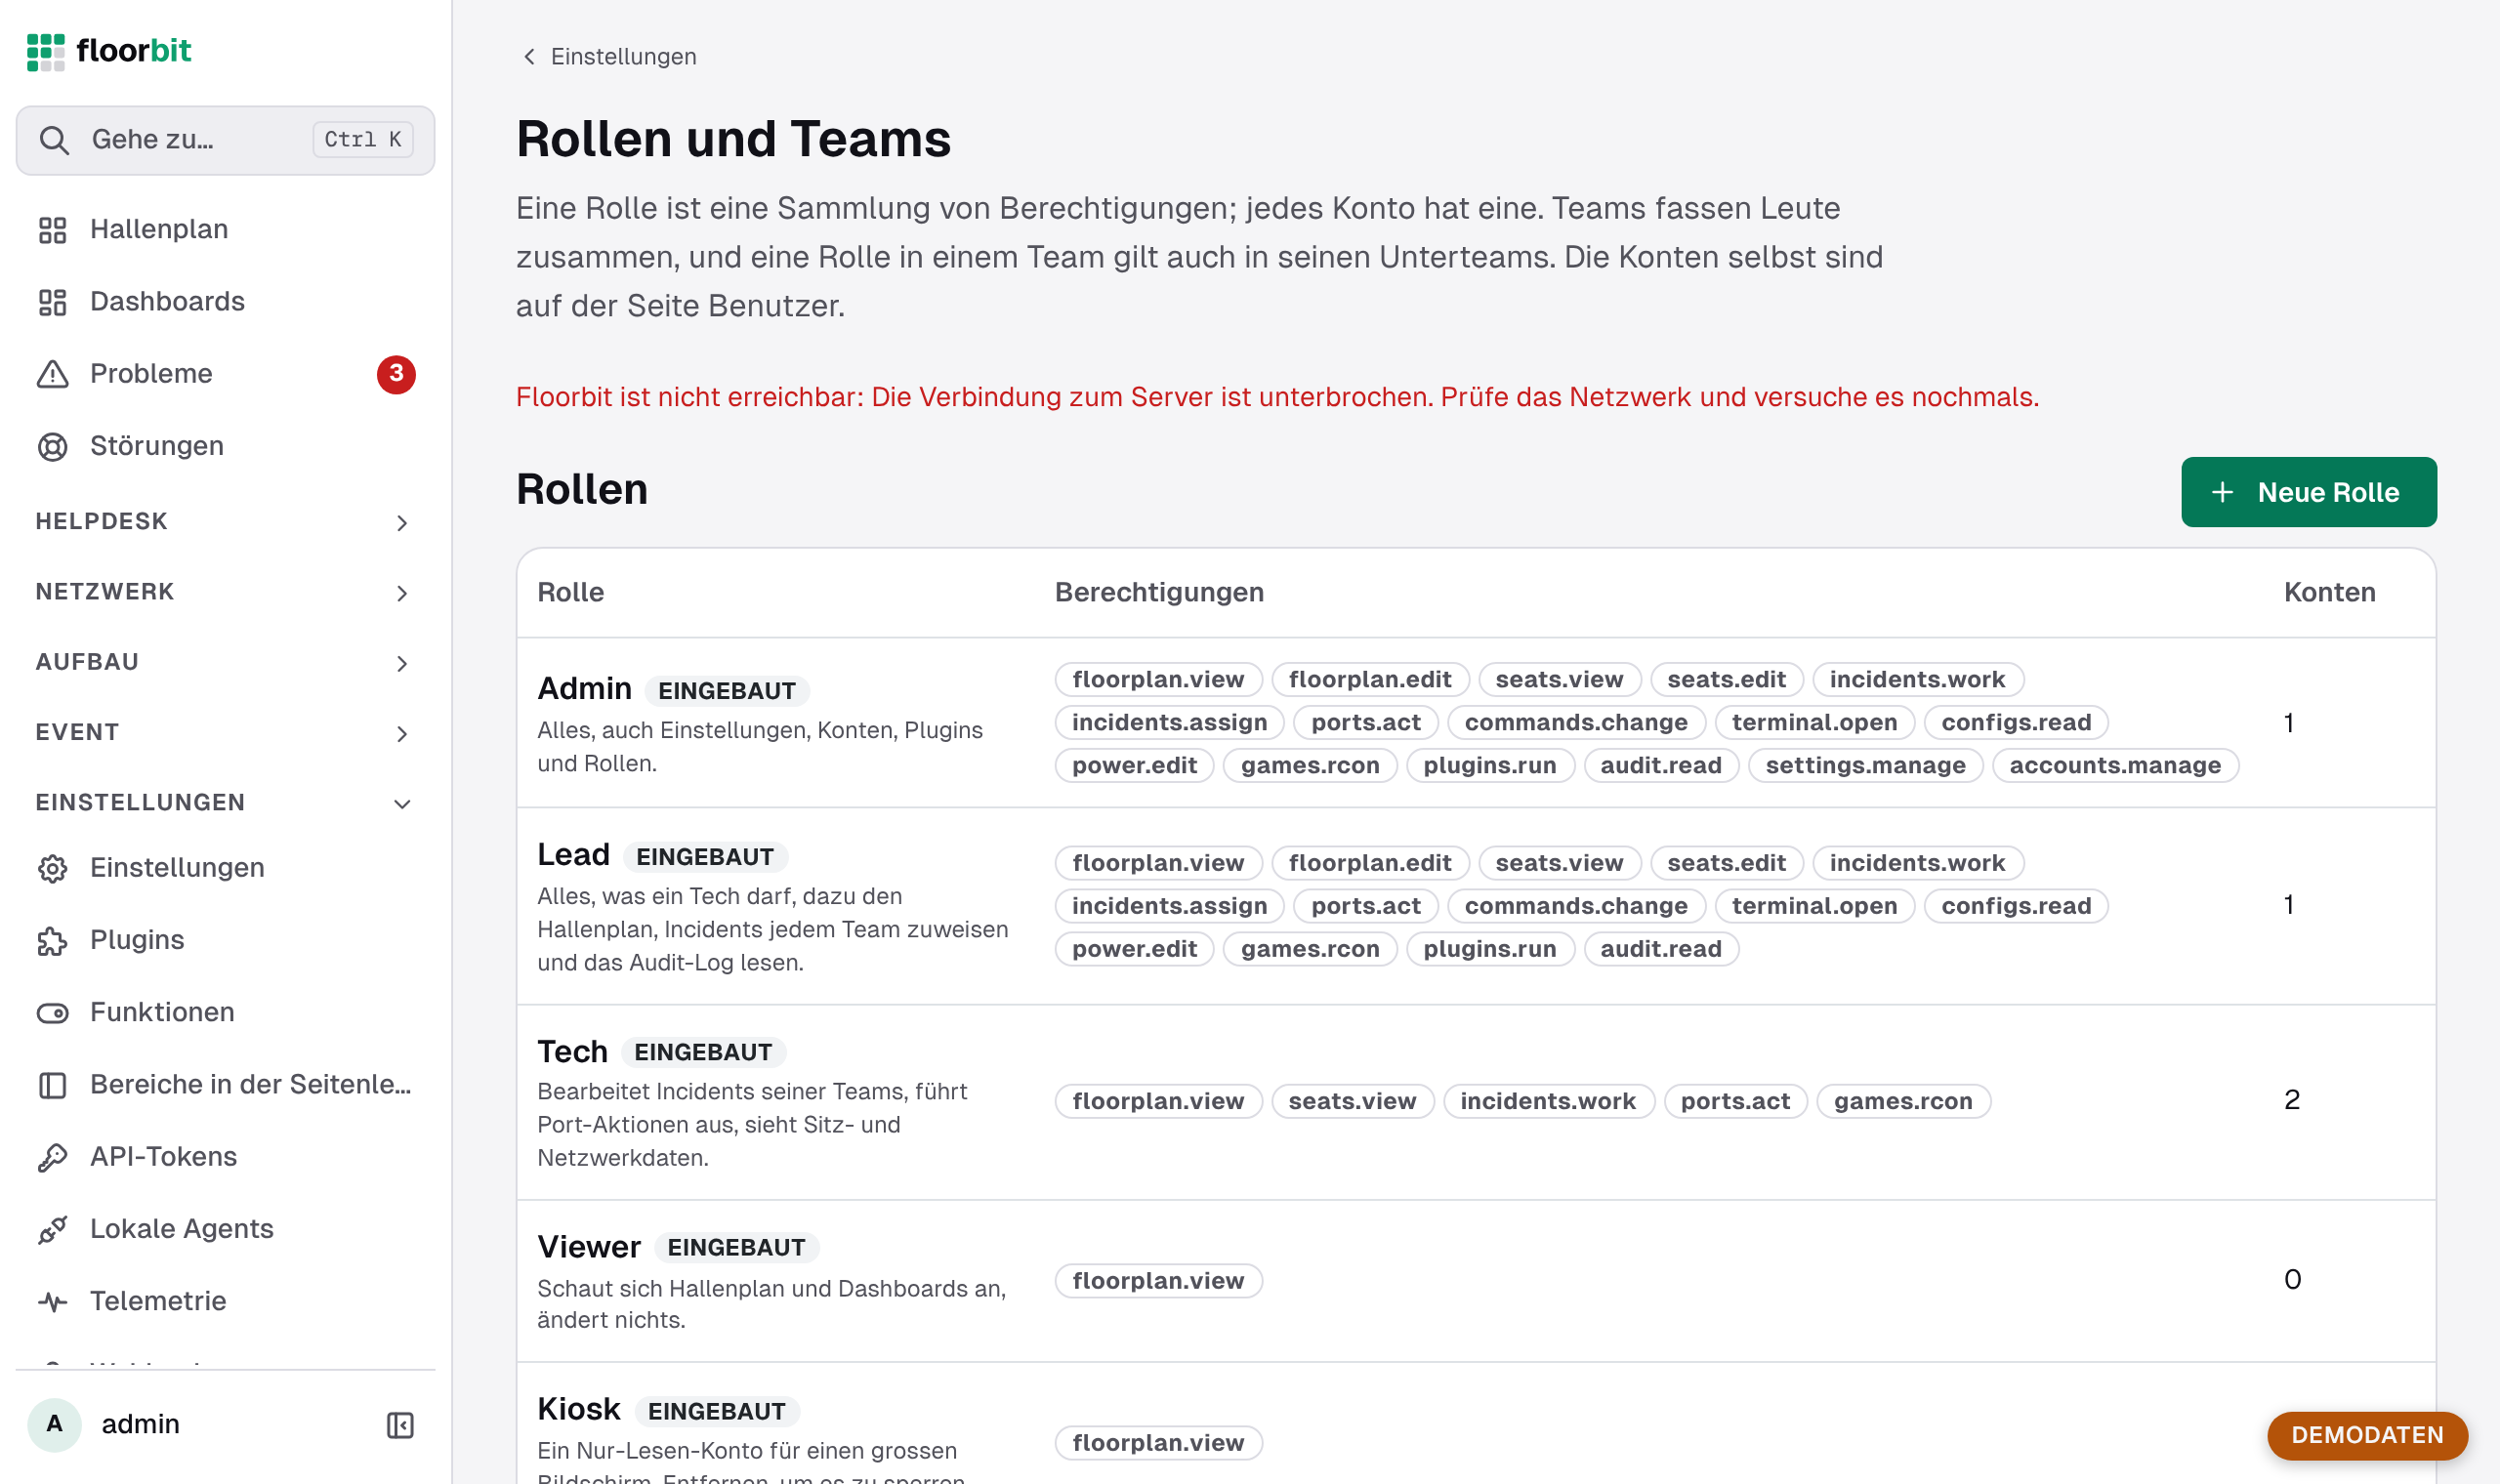 floorbit
Gehe zu... Ctrl K
Hallenplan
Dashboards
Probleme 3
Störungen
HELPDESK
NETZWERK
AUFBAU
EVENT
EINSTELLUNGEN
Einstellungen
Plugins
Funktionen
Bereiche in der Seitenle...
API-Tokens
Lokale Agents
Telemetrie
A admin
Einstellungen
Rollen und Teams
Eine Rolle ist eine Sammlung von Berechtigungen; jedes Konto hat eine. Teams fassen Leute
zusammen, und eine Rolle in einem Team gilt auch in seinen Unterteams. Die Konten selbst sind
auf der Seite Benutzer.
Floorbit ist nicht erreichbar: Die Verbindung zum Server ist unterbrochen. Prüfe das Netzwerk und versuche es nochmals.
Rollen
+ Neue Rolle
Rolle Berechtigungen Konten
Admin EINGEBAUT
Alles, auch Einstellungen, Konten, Plugins
und Rollen.
floorplan.view floorplan.edit seats.view seats.edit incidents.work
incidents.assign ports.act commands.change terminal.open configs.read
power.edit games.rcon plugins.run audit.read settings.manage accounts.manage
1
Lead EINGEBAUT
Alles, was ein Tech darf, dazu den
Hallenplan, Incidents jedem Team zuweisen
und das Audit-Log lesen.
floorplan.view floorplan.edit seats.view seats.edit incidents.work
incidents.assign ports.act commands.change terminal.open configs.read
power.edit games.rcon plugins.run audit.read
1
Tech EINGEBAUT
Bearbeitet Incidents seiner Teams, führt
Port-Aktionen aus, sieht Sitz- und
Netzwerkdaten.
floorplan.view seats.view incidents.work ports.act games.rcon
2
Viewer EINGEBAUT
Schaut sich Hallenplan und Dashboards an,
ändert nichts.
floorplan.view
0
Kiosk EINGEBAUT
Ein Nur-Lesen-Konto für einen grossen
Bildschirm. Entfernen, um es zu sperren
floorplan.view
DEMODATEN